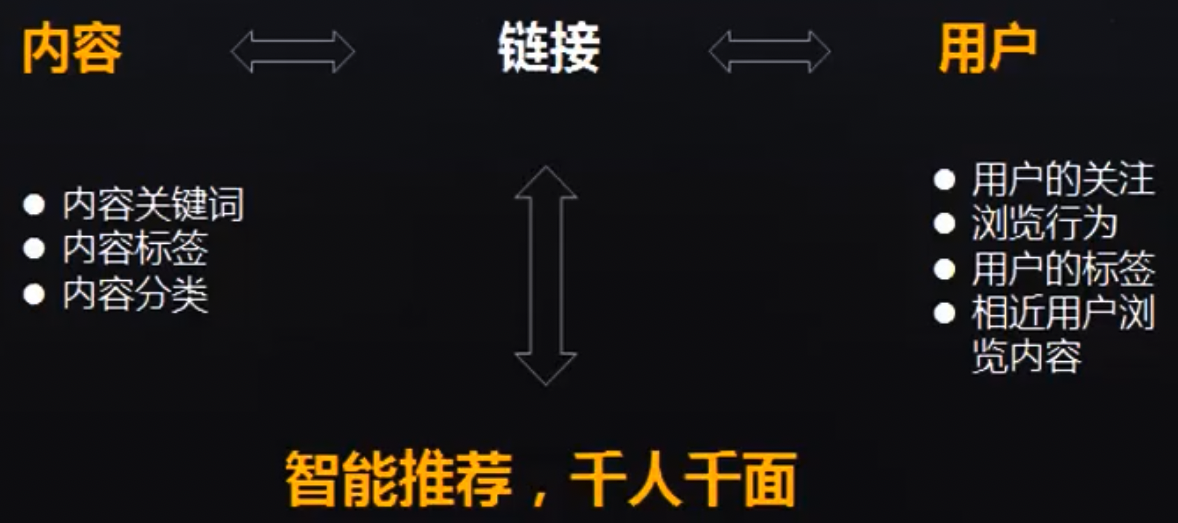 内容
链接
用户
内容关键词
内容标签
内容分类
用户的关注
浏览行为
用户的标签
相近用户浏
览内容
智能推荐，千人千面